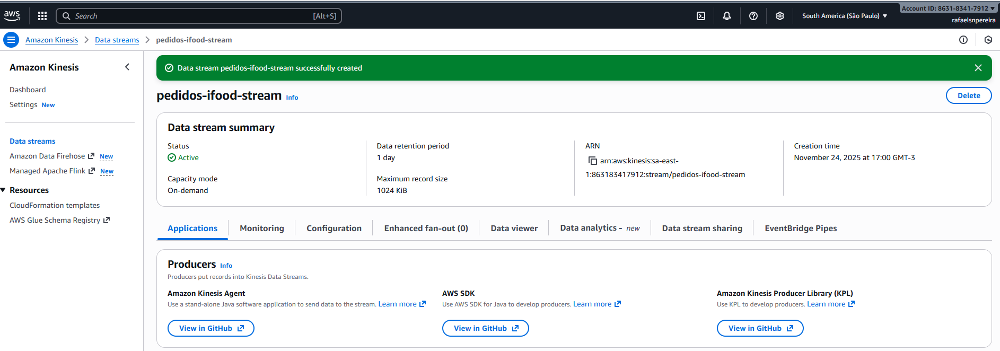 aws
Search
[Alt+S]
South America (São Paulo)
Account ID: 8631-8341-7912
rafaelsnpereira
Amazon Kinesis
Data streams
pedidos-ifood-stream
Amazon Kinesis
Dashboard
Settings New
Data streams
Amazon Data Firehose New
Managed Apache Flink New
Resources
CloudFormation templates
AWS Glue Schema Registry
Data stream pedidos-ifood-stream successfully created
pedidos-ifood-stream Info
Delete
Data stream summary
Status
Active
Capacity mode
On-demand
Data retention period
1 day
Maximum record size
1024 KiB
ARN
arn:aws:kinesis:sa-east-
1:863183417912:stream/pedidos-ifood-stream
Creation time
November 24, 2025 at 17:00 GMT-3
Applications
Monitoring
Configuration
Enhanced fan-out (0)
Data viewer
Data analytics - new
Data stream sharing
EventBridge Pipes
Producers Info
Producers put records into Kinesis Data Streams.
Amazon Kinesis Agent
Use a stand-alone Java software application to send data to the stream. Learn more
View in GitHub
AWS SDK
Use AWS SDK for Java to develop producers. Learn more
View in GitHub
Amazon Kinesis Producer Library (KPL)
Use KPL to develop producers. Learn more
View in GitHub